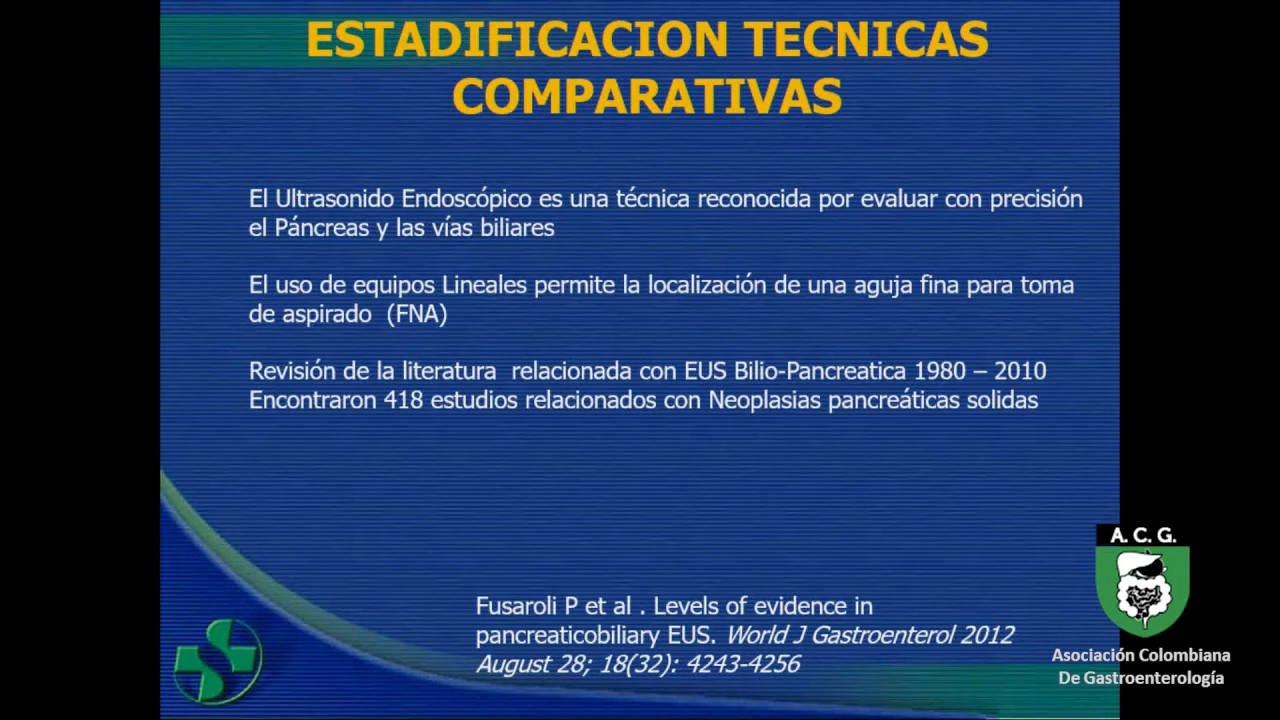 ESTADIFICACION TECNICAS
COMPARATIVAS
El Ultrasonido Endoscópico es una técnica reconocida por evaluar con precisión
el Páncreas y las vías biliares
El uso de equipos Lineales permite la localización de una aguja fina para toma
de aspirado (FNA)
Revisión de la literatura relacionada con EUS Bilio-Pancreatica 1980 – 2010
Encontraron 418 estudios relacionados con Neoplasias pancreáticas solidas
Fusaroli P et al . Levels of evidence in
pancreaticobiliary EUS. World J Gastroenterol 2012
August 28; 18(32): 4243-4256
A. C. G.
Asociación Colombiana
De Gastroenterología